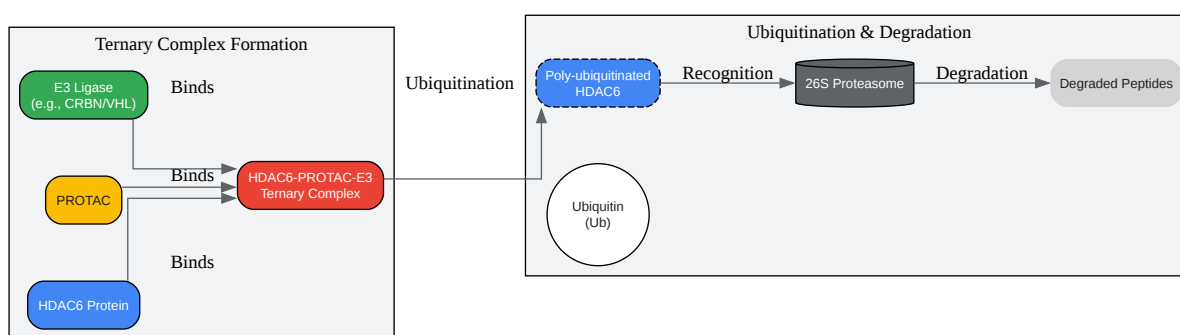 Ternary Complex Formation
E3 Ligase
(e.g., CRBN/VHL)
Binds
PROTAC
Binds
HDAC6 Protein
Binds
HDAC6-PROTAC-E3
Ternary Complex
Ubiquitination
Ubiquitination & Degradation
Poly-ubiquitinated
HDAC6
Recognition
26S Proteasome
Degradation
Degraded Peptides
Ubiquitin
(Ub)